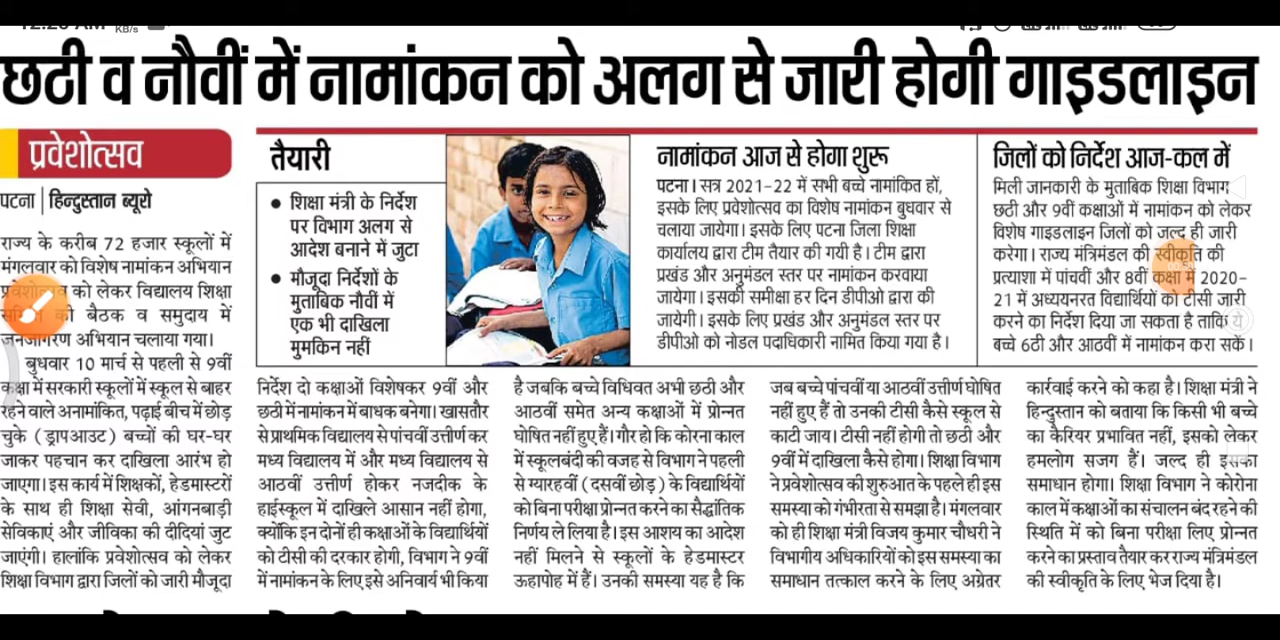 KB/s
छठी व नौवीं में नामांकन को अलग से जारी होगी गाइडलाइन
प्रवेशोत्सव
पटना | हिन्दुस्तान ब्यूरो
राज्य के करीब 72 हजार स्कूलों में
मंगलवार को विशेष नामांकन अभियान
प्रवेशोत्सव को लेकर विद्यालय शिक्षा
की बैठक व समुदाय में
जनजागरण अभियान चलाया गया।
बुधवार 10 मार्च से पहली से 9वीं
कक्षा में सरकारी स्कूलों में स्कूल से बाहर
रहने वाले अनामांकित, पढ़ाई बीच में छोड़
चुके (ड्रापआउट) बच्चों की घर-घर
जाकर पहचान कर दाखिला आरंभ हो
जाएगा। इस कार्य में शिक्षकों, हेडमास्टरों
के साथ ही शिक्षा सेवी, आंगनबाड़ी
सेविकाएं और जीविका की दीदियां जुट
जाएंगी। हालांकि प्रवेशोत्सव को लेकर
शिक्षा विभाग द्वारा जिलों को जारी मौजूदा
तैयारी
● शिक्षा मंत्री के निर्देश
पर विभाग अलग से
आदेश बनाने में जुटा
● मौजूदा निर्देशों के
मुताबिक नौवीं में
एक भी दाखिला
मुमकिन नहीं
नामांकन आज से होगा शुरू
पटना। सत्र 2021-22 में सभी बच्चे नामांकित हों,
इसके लिए प्रवेशोत्सव का विशेष नामांकन बुधवार से
चलाया जायेगा। इसके लिए पटना जिला शिक्षा
कार्यालय द्वारा टीम तैयार की गयी है। टीम द्वारा
प्रखंड और अनुमंडल स्तर पर नामांकन करवाया
जायेगा। इसकी समीक्षा हर दिन डीपीओ द्वारा की
जायेगी। इसके लिए प्रखंड और अनुमंडल स्तर पर
डीपीओ को नोडल पदाधिकारी नामित किया गया है।
जिलों को निर्देश आज-कल में
मिली जानकारी के मुताबिक शिक्षा विभाग
छठी और 9वीं कक्षाओं में नामांकन को लेकर
विशेष गाइडलाइन जिलों को जल्द ही जारी
करेगा। राज्य मंत्रिमंडल की स्वीकृति की
प्रत्याशा में पांचवीं और 8वीं कक्षा में 2020-
21 में अध्ययनरत विद्यार्थियों को टीसी जारी
करने का निर्देश दिया जा सकता है ताकि ये
बच्चे 6ठी और आठवीं में नामांकन करा सकें।
निर्देश दो कक्षाओं विशेषकर 9वीं और
छठी में नामांकन में बाधक बनेगा। खासतौर
से प्राथमिक विद्यालय से पांचवीं उत्तीर्ण कर
मध्य विद्यालय में और मध्य विद्यालय से
आठवीं उत्तीर्ण होकर नजदीक के
हाईस्कूल में दाखिले आसान नहीं होगा,
क्योंकि इन दोनों ही कक्षाओं के विद्यार्थियों
को टीसी की दरकार होगी, विभाग ने 9वीं
में नामांकन के लिए इसे अनिवार्य भी किया
है जबकि बच्चे विधिवत अभी छठी और
आठवीं समेत अन्य कक्षाओं में प्रोन्नत
घोषित नहीं हुए हैं। गौर हो कि कोरना काल
में स्कूलबंदी की वजह से विभाग ने पहली
से ग्यारहवीं (दसवीं छोड़) के विद्यार्थियों
को बिना परीक्षा प्रोन्नत करने का सैद्धांतिक
निर्णय ले लिया है। इस आशय का आदेश
नहीं मिलने से स्कूलों के हेडमास्टर
ऊहापोह में हैं। उनकी समस्या यह है कि
जब बच्चे पांचवीं या आठवीं उत्तीर्ण घोषित
नहीं हुए हैं तो उनकी टीसी कैसे स्कूल से
काटी जाय। टीसी नहीं होगी तो छठी और
9वीं में दाखिला कैसे होगा। शिक्षा विभाग
ने प्रवेशोत्सव की शुरुआत के पहले ही इस
समस्या को गंभीरता से समझा है। मंगलवार
को ही शिक्षा मंत्री विजय कुमार चौधरी ने
विभागीय अधिकारियों को इस समस्या का
समाधान तत्काल करने के लिए अग्रेतर
कार्रवाई करने को कहा है। शिक्षा मंत्री ने
हिन्दुस्तान को बताया कि किसी भी बच्चे
का कैरियर प्रभावित नहीं, इसको लेकर
हमलोग सजग हैं। जल्द ही इसका
समाधान होगा। शिक्षा विभाग ने कोरोना
काल में कक्षाओं का संचालन बंद रहने की
स्थिति में को बिना परीक्षा लिए प्रोन्नत
करने का प्रस्ताव तैयार कर राज्य मंत्रिमंडल
की स्वीकृति के लिए भेज दिया है।